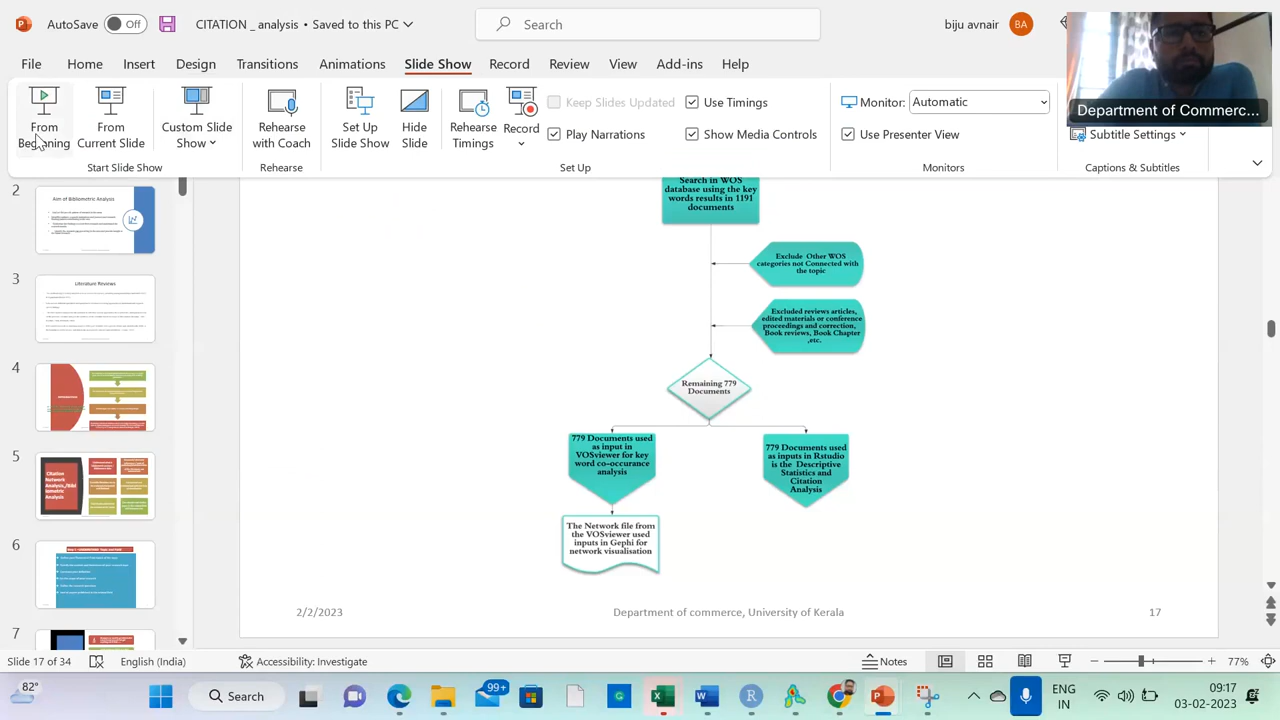 AutoSave Off CITATION _ analysis • Saved to this PC Search biju avnair BA
File Home Insert Design Transitions Animations Slide Show Record Review View Add-ins Help
Department of Commerc...
From Beginning
From Current Slide
Custom Slide Show
Rehearse with Coach
Set Up Slide Show
Hide Slide
Rehearse Timings
Record
Keep Slides Updated
Play Narrations
Use Timings
Show Media Controls
Monitor: Automatic
Use Presenter View
Subtitle Settings
Start Slide Show Rehearse Set Up Monitors Captions & Subtitles
Aim of Bibliometric Analysis
3
Literature Reviews
4
5
Citation
Network
Analysis
6
7
Search in WOS
database using the key
words results in 1191
documents
Exclude Other WOS
categories not Connected with
the topic
Excluded reviews articles,
edited materials or conference
proceedings and correction,
Book reviews, Book Chapter
,etc.
Remaining 779
Documents
779 Documents used
as input in
VOSviewer for key
word co-occurance
analysis
779 Documents used
as inputs in Rstudio
is the Descriptive
Statistics and
Citation
Analysis
The Network file from
the VOSviewer used
inputs in Gephi for
network visualisation
2/2/2023 Department of commerce, University of Kerala 17
Slide 17 of 34 English (India) Accessibility: Investigate Notes 77%
82° Search 99+ ENG IN 09:17 03-02-2023